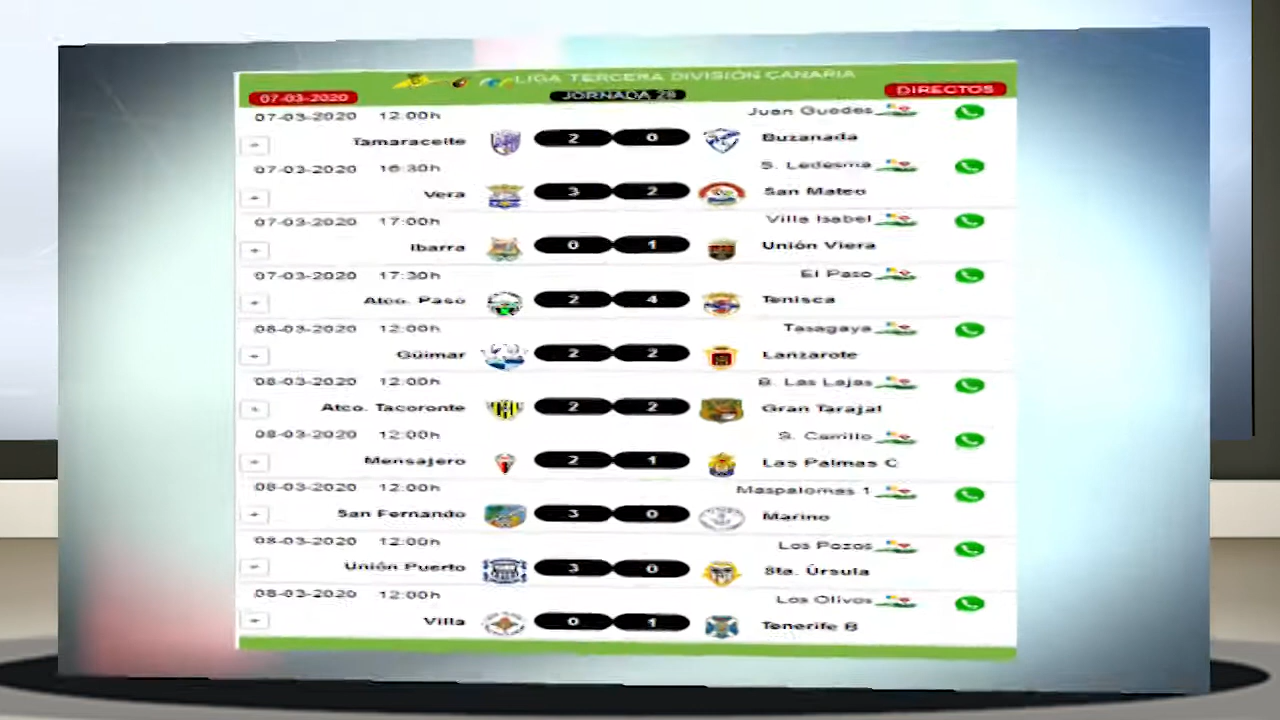 LIGA TERCERA DIVISIÓN CANARIA
07-03-2020 JORNADA 28 DIRECTOS
07-03-2020 12:00h Juan Guedes
Tamaraceite 2 0 Buzanada
07-03-2020 16:30h S. Ledesma
Vera 3 2 San Mateo
07-03-2020 17:00h Villa Isabel
Ibarra 0 1 Unión Viera
07-03-2020 17:30h El Paso
Atco. Paso 2 4 Tenisca
08-03-2020 12:00h Tasagaya
Güimar 2 2 Lanzarote
08-03-2020 12:00h B. Las Lajas
Atco. Tacoronte 2 2 Gran Tarajal
08-03-2020 12:00h S. Carrillo
Mensajero 2 1 Las Palmas C
08-03-2020 12:00h Maspalomas 1
San Fernando 3 0 Marino
08-03-2020 12:00h Los Pozos
Unión Puerto 3 0 Sta. Úrsula
08-03-2020 12:00h Los Olivos
Villa 0 1 Tenerife B